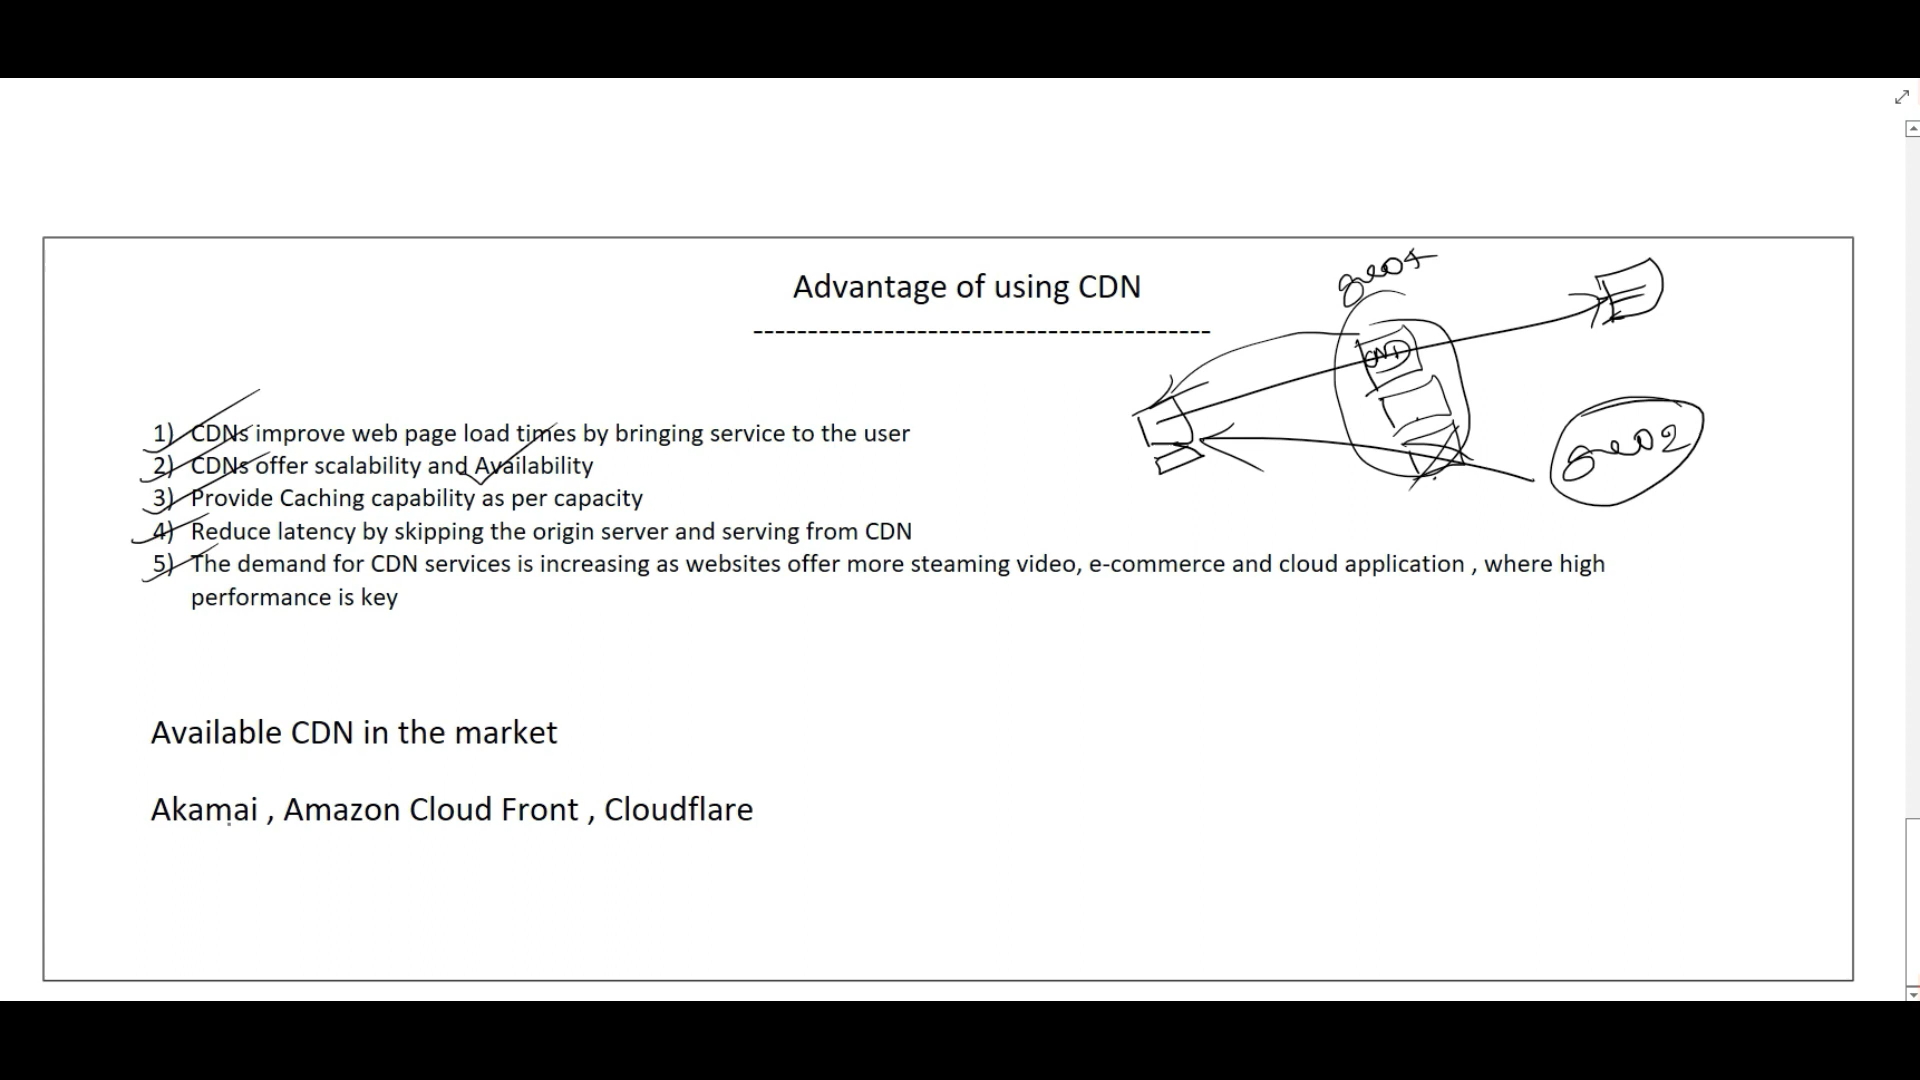 Advantage of using CDN
------------------------------------------
geo1
CND
geo2
1) CDNs improve web page load times by bringing service to the user
2) CDNs offer scalability and Availability
3) Provide Caching capability as per capacity
4) Reduce latency by skipping the origin server and serving from CDN
5) The demand for CDN services is increasing as websites offer more steaming video, e-commerce and cloud application , where high
performance is key
Available CDN in the market
Akamai , Amazon Cloud Front , Cloudflare